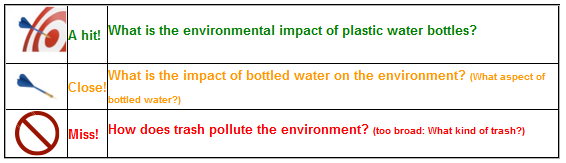 A hit! What is the environmental impact of plastic water bottles?
Close! What is the impact of bottled water on the environment? (What aspect of
bottled water?)
Miss! How does trash pollute the environment? (too broad: What kind of trash?)